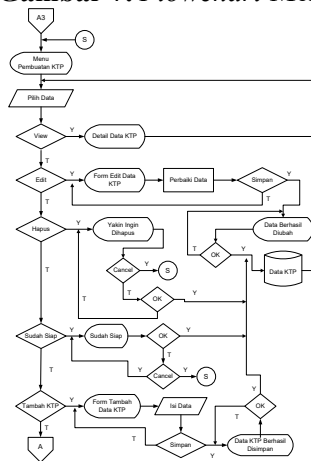 A3
S
Menu
Pembuatan KTP
Pilih Data
View
Y
Detail Data KTP
T
Edit
Y
Form Edit Data
KTP
Perbaiki Data
Simpan
Y
T
T
Hapus
Y
Yakin Ingin
Dihapus
Data Berhasil
Diubah
T
OK
Y
Data KTP
Cancel
Y
S
T
T
OK
Y
T
Sudah Siap
Y
Sudah Siap
OK
Y
T
Y
Cancel
Y
S
T
Tambah KTP
Y
Form Tambah
Data KTP
Isi Data
OK
Y
T
T
T
Simpan
Y
Data KTP Berhasil
Disimpan
A